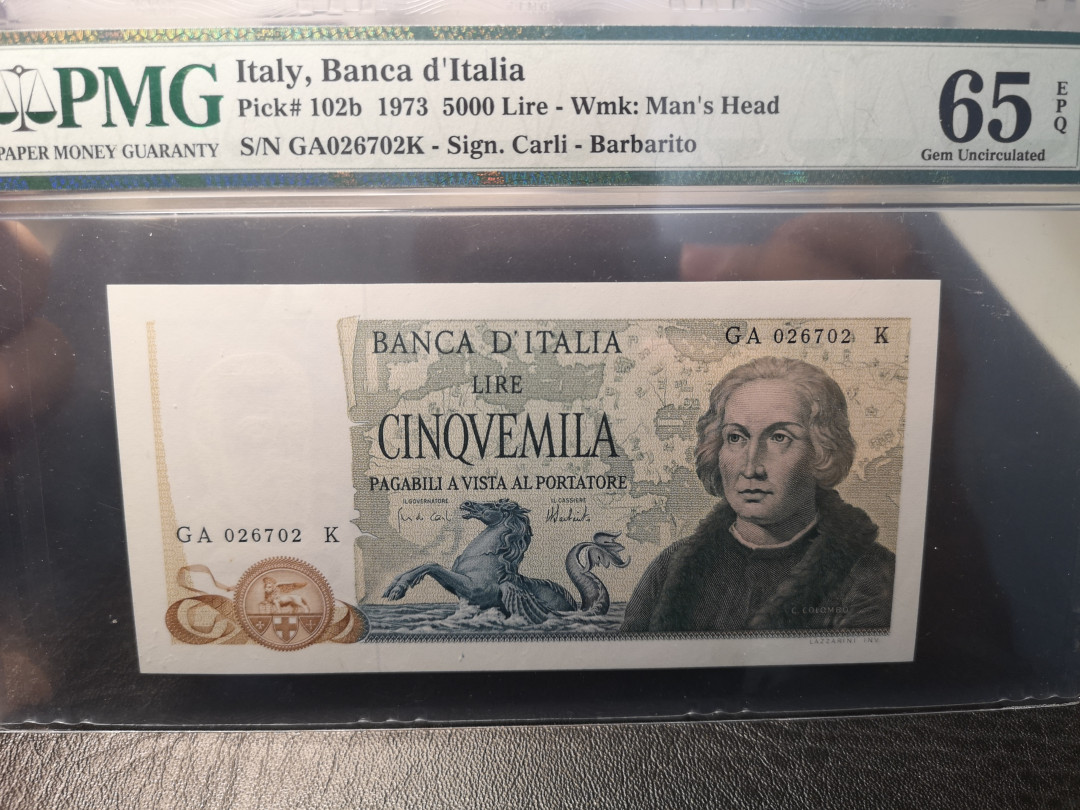 PMG
PAPER MONEY GUARANTY
Italy, Banca d'Italia
Pick# 102b 1973 5000 Lire - Wmk: Man's Head
S/N GA026702K - Sign. Carli - Barbarito
65 EPQ
Gem Uncirculated
BANCA D'ITALIA
GA 026702 K
LIRE
CINQVEMILA
PAGABILI A VISTA AL PORTATORE
IL GOVERNATORE
IL CASSIERE
GA 026702 K
C. COLOMBO
LAZZARINI INV.